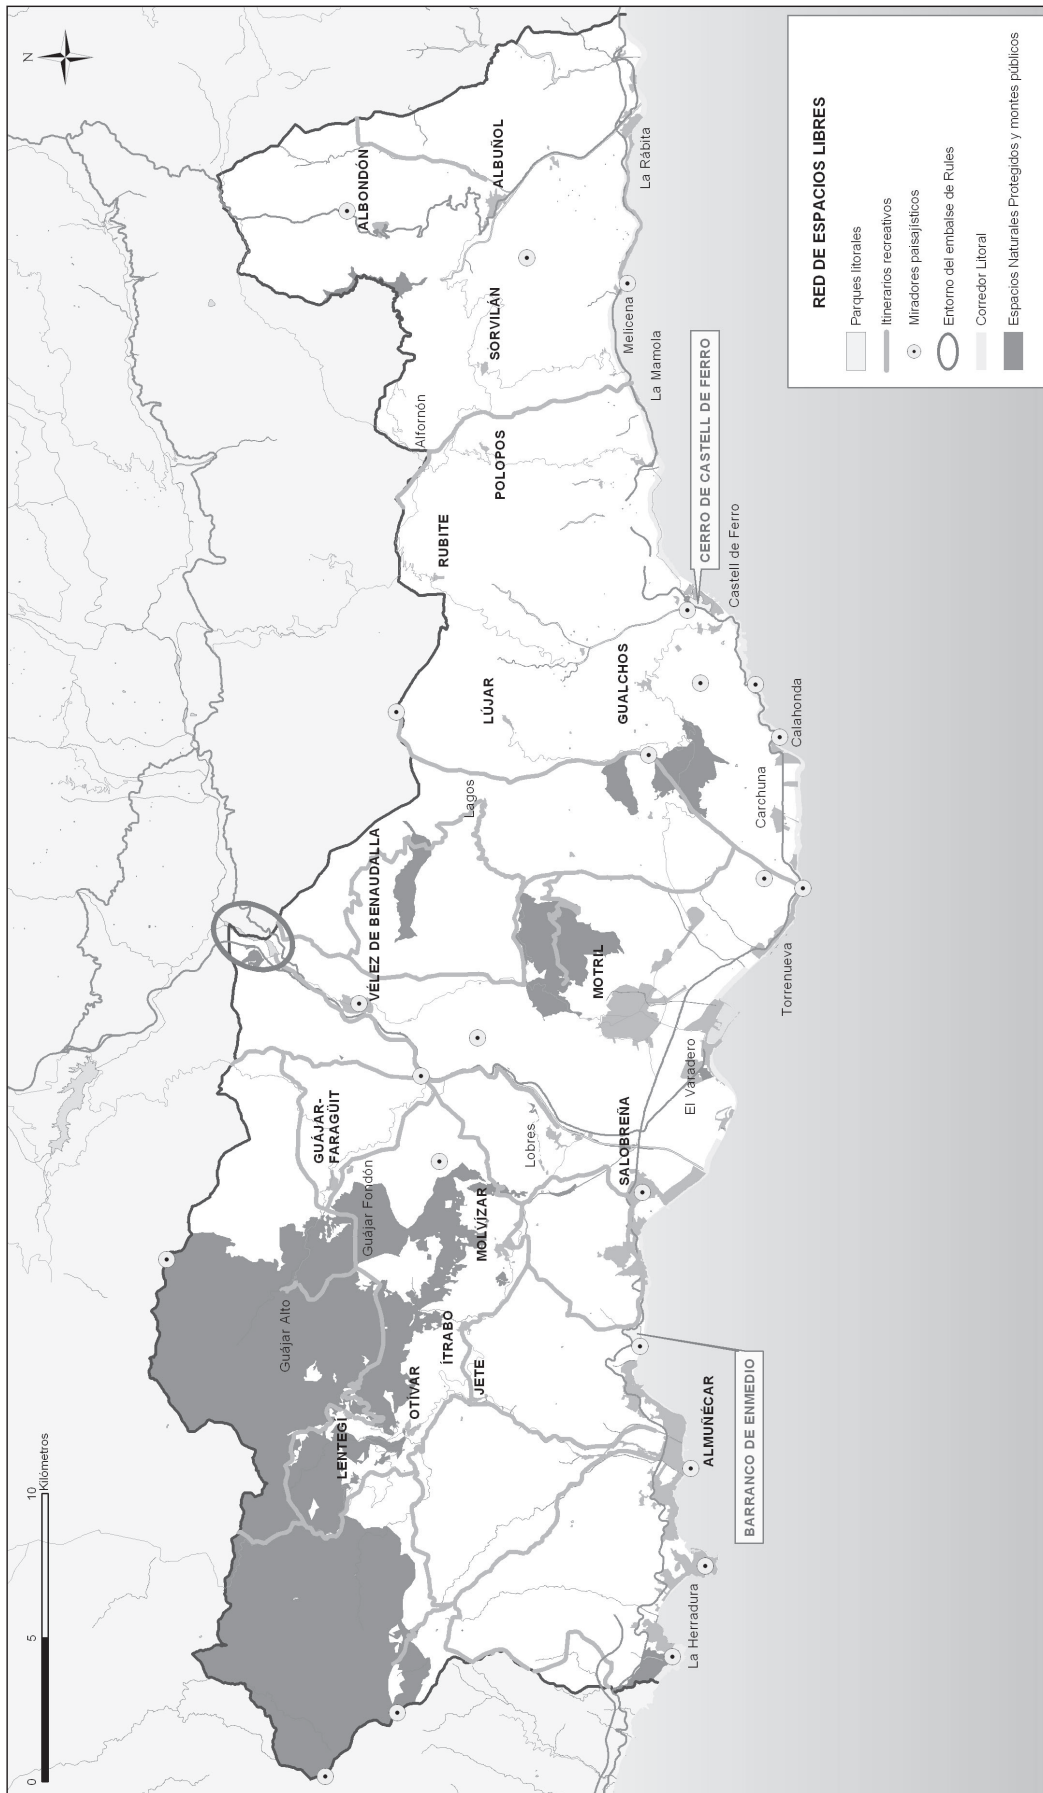 N
0
5
10
Kilómetros
ALBONDÓN
ALBUÑOL
La Rábita
SORVILÁN
Melicena
La Mamola
Alfornón
POLOPOS
RUBITE
CERRO DE CASTELL DE FERRO
Castell de Ferro
LÚJAR
GUALCHOS
Calahonda
Carchuna
Lagos
VÉLEZ DE BENAUDALLA
MOTRIL
Torrenueva
El Varadero
GUÁJAR-
FARAGÜIT
Guájar Fondón
Lobres
SALOBREÑA
MOLVÍZAR
Guájar Alto
ÍTRABO
OTÍVAR
JETE
LENTEGÍ
ALMUÑÉCAR
BARRANCO DE ENMEDIO
La Herradura
RED DE ESPACIOS LIBRES
Parques litorales
Itinerarios recreativos
Miradores paisajísticos
Entorno del embalse de Rules
Corredor Litoral
Espacios Naturales Protegidos y montes públicos